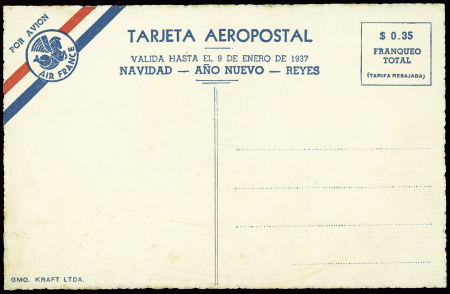 POR AVION
AIR FRANCE
TARJETA AEROPOSTAL
VALIDA HASTA EL 9 DE ENERO DE 1937
NAVIDAD — AÑO NUEVO — REYES
$ 0.35
FRANQUEO
TOTAL
(TARIFA REBAJADA)
GMO. KRAFT LTDA.